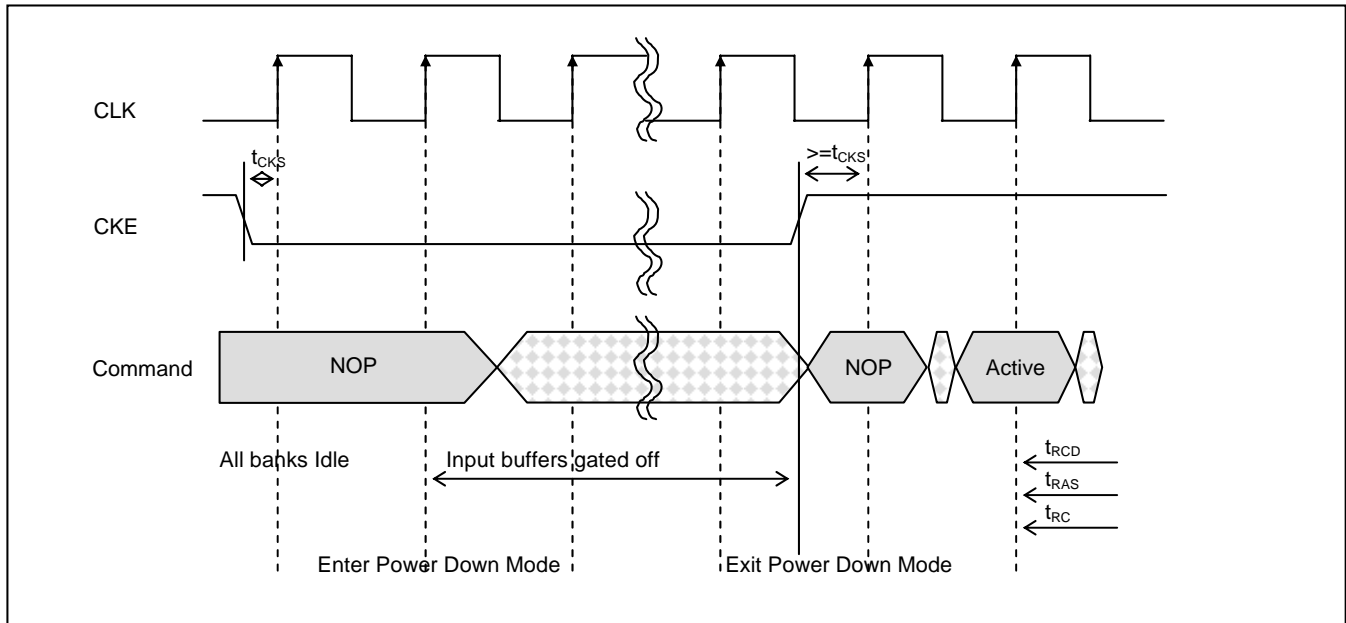 CLK
tCKS
>=tCKS
CKE
Command
NOP
NOP
Active
All banks Idle
Input buffers gated off
tRCD
tRAS
tRC
Enter Power Down Mode
Exit Power Down Mode